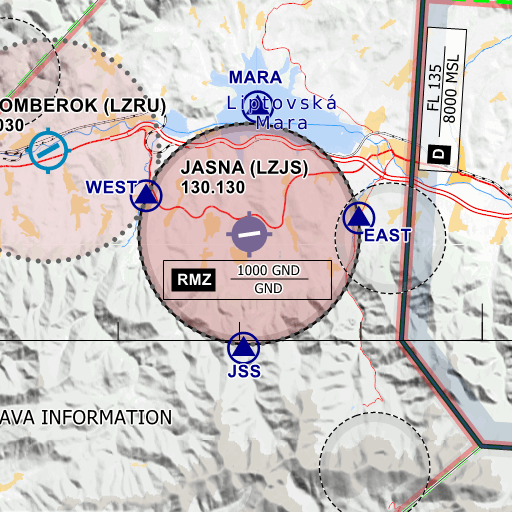 MARA
Liptovská
Mara
FL 135
8000 MSL
D
OMBEROK (LZRU)
030
JASNA (LZJS)
130.130
WEST
EAST
RMZ
1000 GND
GND
JSS
AVA INFORMATION